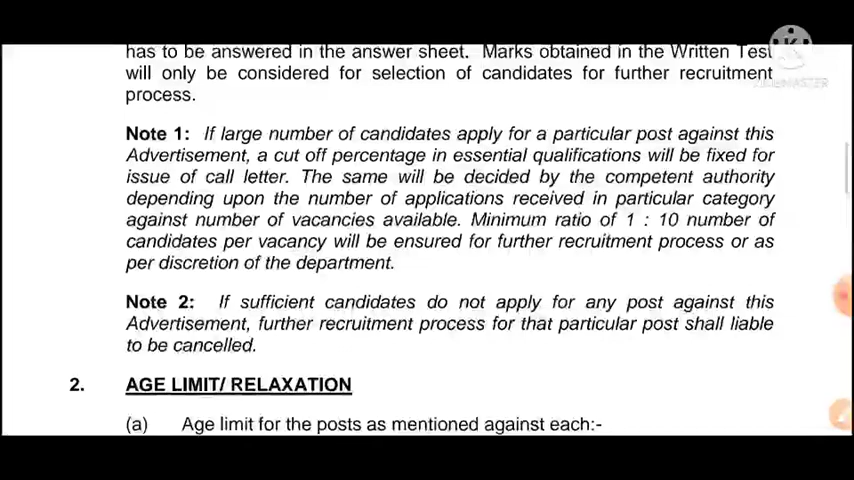 has to be answered in the answer sheet. Marks obtained in the Written Test
will only be considered for selection of candidates for further recruitment
process.
Note 1: If large number of candidates apply for a particular post against this
Advertisement, a cut off percentage in essential qualifications will be fixed for
issue of call letter. The same will be decided by the competent authority
depending upon the number of applications received in particular category
against number of vacancies available. Minimum ratio of 1 : 10 number of
candidates per vacancy will be ensured for further recruitment process or as
per discretion of the department.
Note 2: If sufficient candidates do not apply for any post against this
Advertisement, further recruitment process for that particular post shall liable
to be cancelled.
2. AGE LIMIT/ RELAXATION
(a) Age limit for the posts as mentioned against each:-